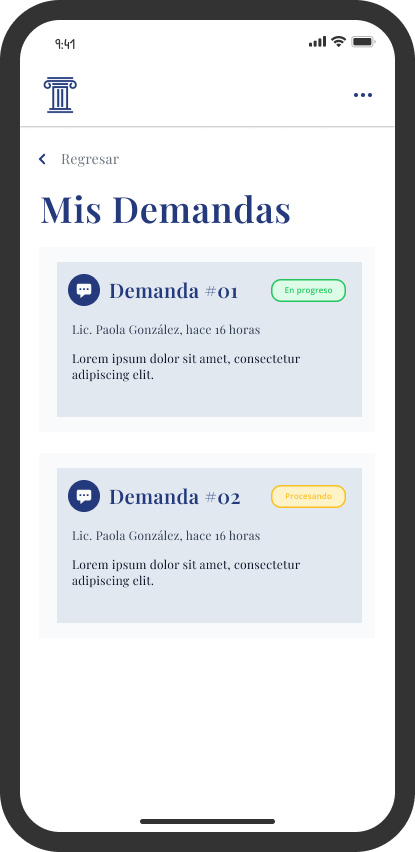 9:41
Regresar
Mis Demandas
Demanda #01
En progreso
Lic. Paola González, hace 16 horas
Lorem ipsum dolor sit amet, consectetur
adipiscing elit.
Demanda #02
Procesando
Lic. Paola González, hace 16 horas
Lorem ipsum dolor sit amet, consectetur
adipiscing elit.